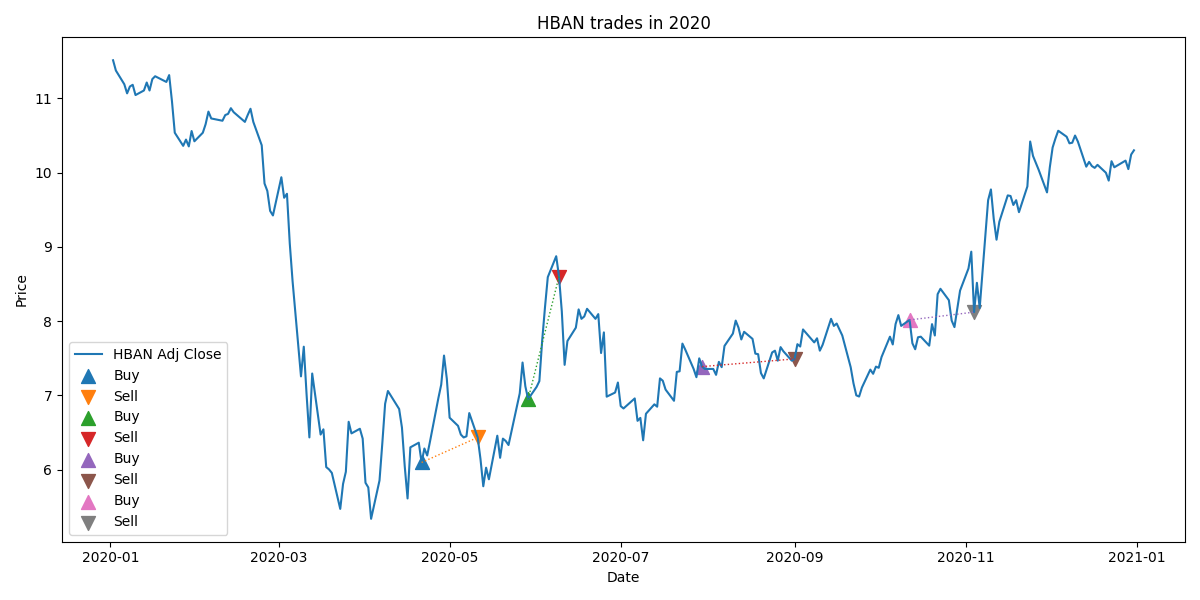 HBAN trades in 2020
Price
11
10
9
8
7
6
HBAN Adj Close
Buy
Sell
Buy
Sell
Buy
Sell
Buy
Sell
2020-01 2020-03 2020-05 2020-07 2020-09 2020-11 2021-01
Date